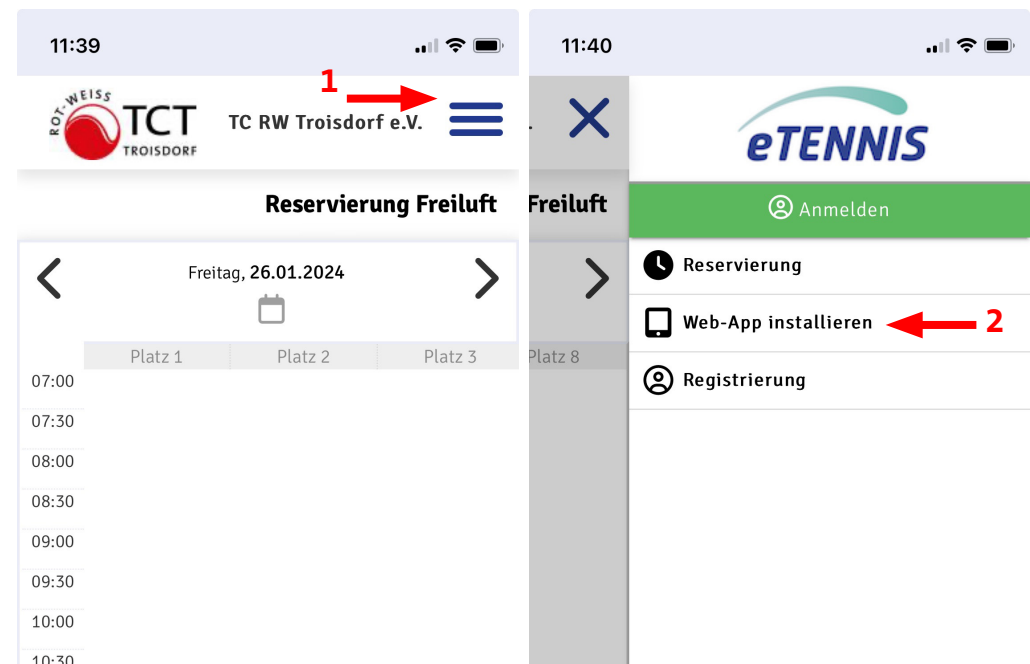 11:39
1
ROT-WEISS
TCT
TROISDORF
TC RW Troisdorf e.V.
Reservierung Freiluft
Freitag, 26.01.2024
Platz 1 Platz 2 Platz 3
07:00
07:30
08:00
08:30
09:00
09:30
10:00
10:30
11:40
.
eTENNIS
Freiluft
Anmelden
Reservierung
Web-App installieren 2
Platz 8
Registrierung